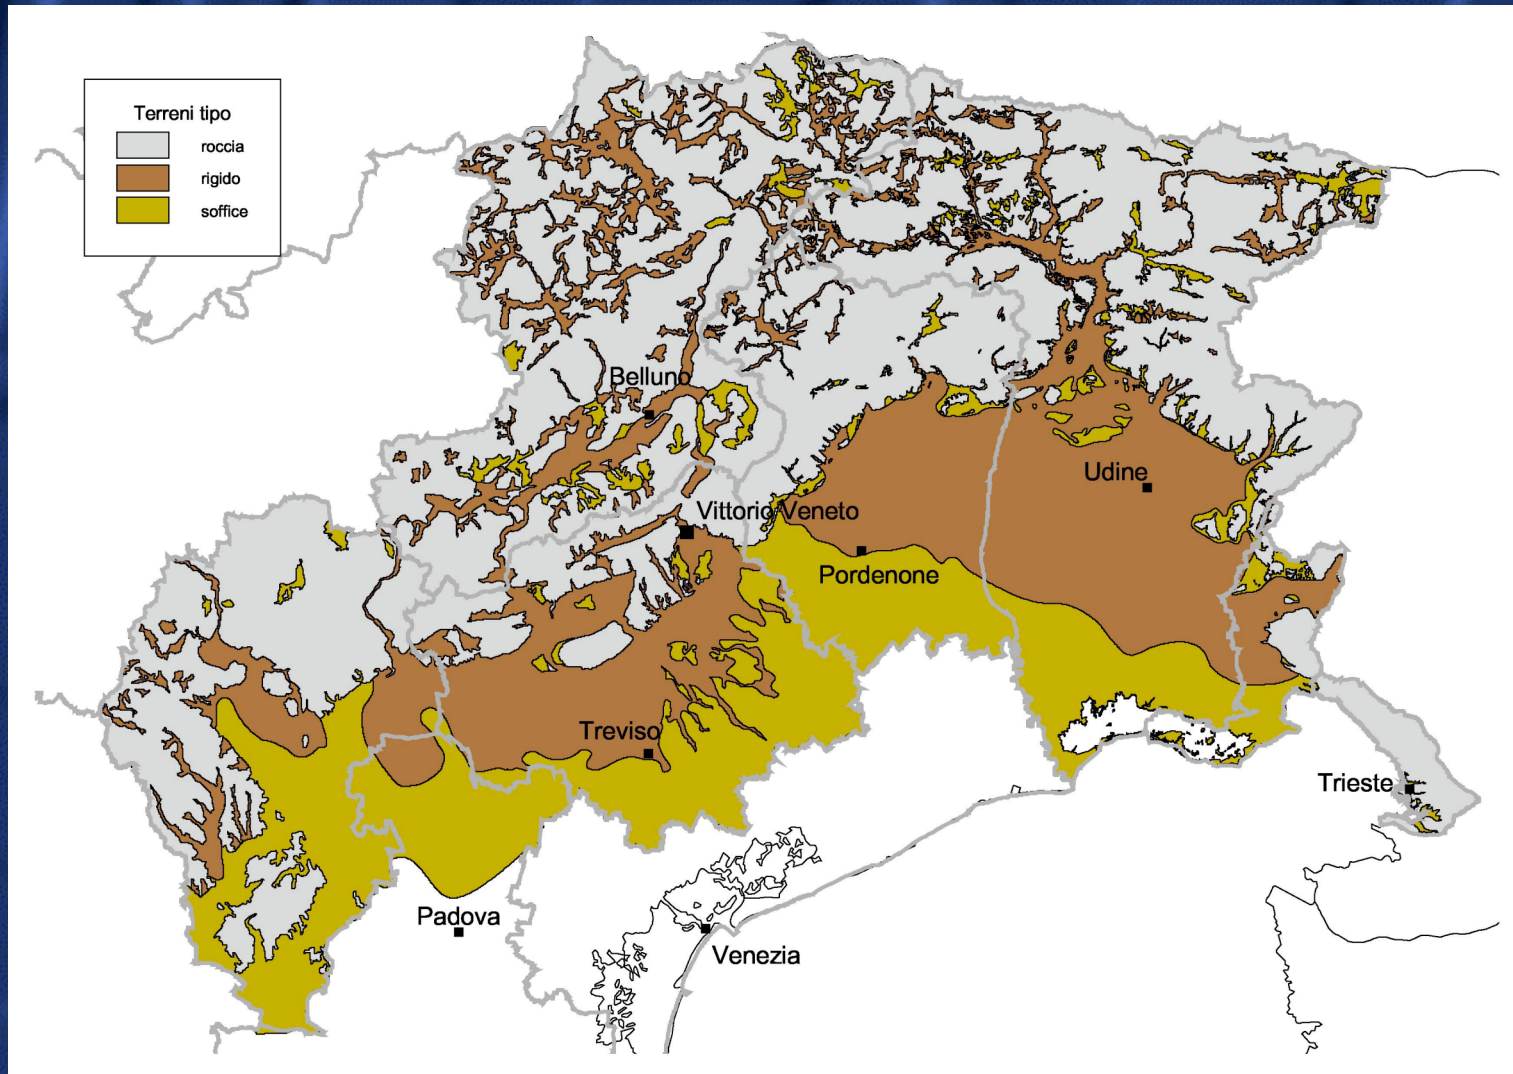 Terreni tipo
roccia
rigido
soffice
Belluno
Udine
Vittorio Veneto
Pordenone
Treviso
Trieste
Padova
Venezia